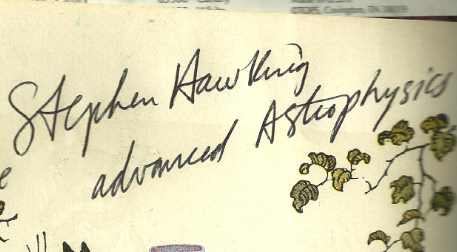 Stephen Hawking
advanced Astrophysics